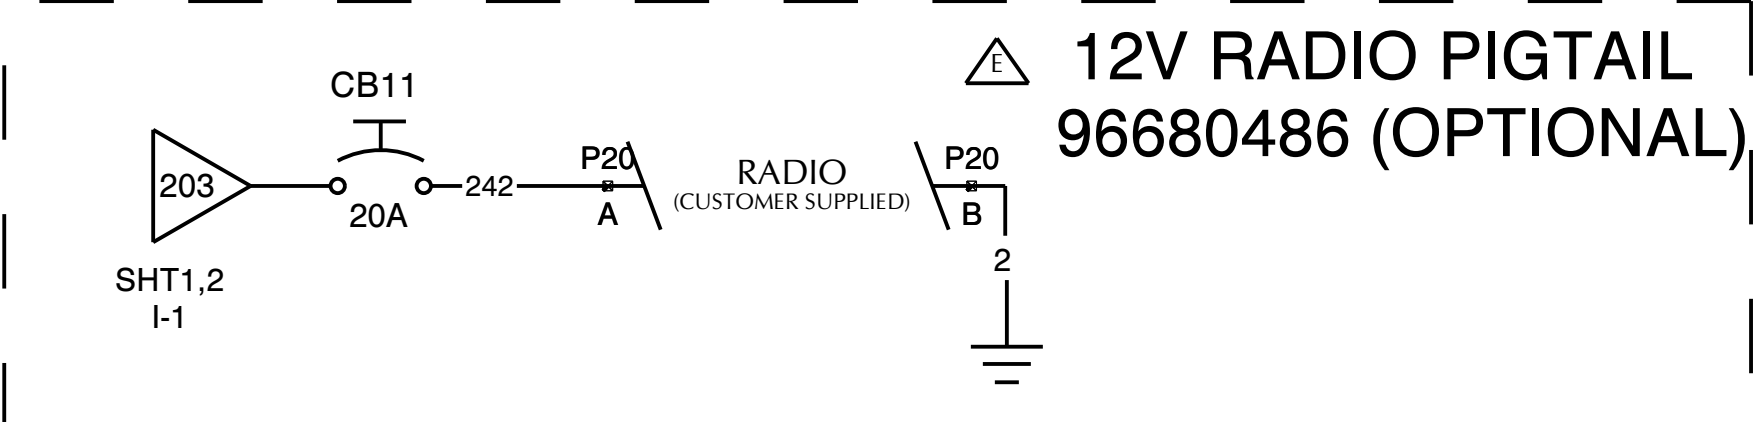 E
12V RADIO PIGTAIL
96680486 (OPTIONAL)
CB11
203
20A
242
P20
A
RADIO
(CUSTOMER SUPPLIED)
P20
B
2
SHT1,2
I-1